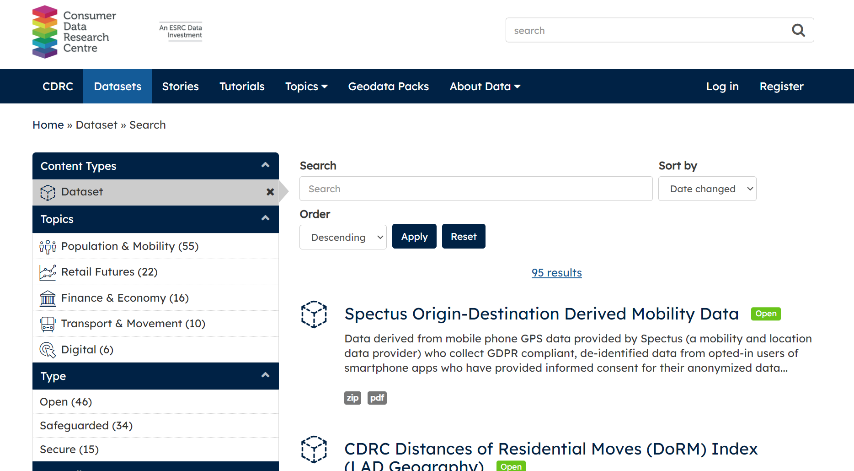 Consumer
Data
Research
Centre
An ESRC Data
Investment
search
CDRC
Datasets
Stories
Tutorials
Topics
Geodata Packs
About Data
Log in
Register
Home » Dataset » Search
Content Types
Dataset
Topics
Population & Mobility (55)
Retail Futures (22)
Finance & Economy (16)
Transport & Movement (10)
Digital (6)
Type
Open (46)
Safeguarded (34)
Secure (15)
Search
Search
Sort by
Date changed
Order
Descending
Apply
Reset
95 results
Spectus Origin-Destination Derived Mobility Data Open
Data derived from mobile phone GPS data provided by Spectus (a mobility and location
data provider) who collect GDPR compliant, de-identified data from opted-in users of
smartphone apps who have provided informed consent for their anonymized data...
zip pdf
CDRC Distances of Residential Moves (DoRM) Index
(LAD Geography) Open